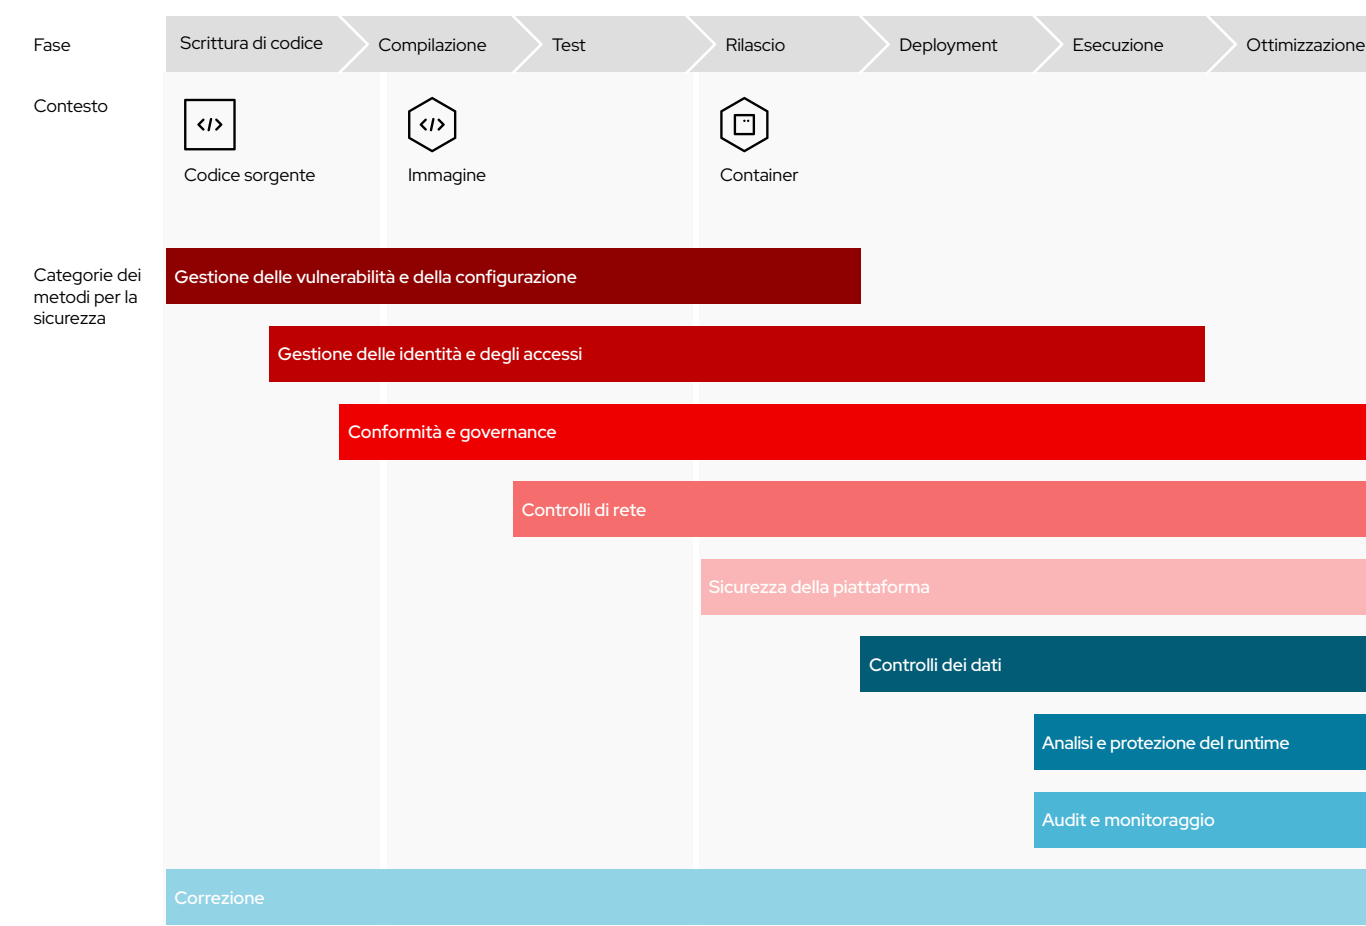 Fase
Scrittura di codice
Compilazione
Test
Rilascio
Deployment
Esecuzione
Ottimizzazione
Contesto
</>
</>
Codice sorgente
Immagine
Container
Categorie dei
metodi per la
sicurezza
Gestione delle vulnerabilità e della configurazione
Gestione delle identità e degli accessi
Conformità e governance
Controlli di rete
Sicurezza della piattaforma
Controlli dei dati
Analisi e protezione del runtime
Audit e monitoraggio
Correzione